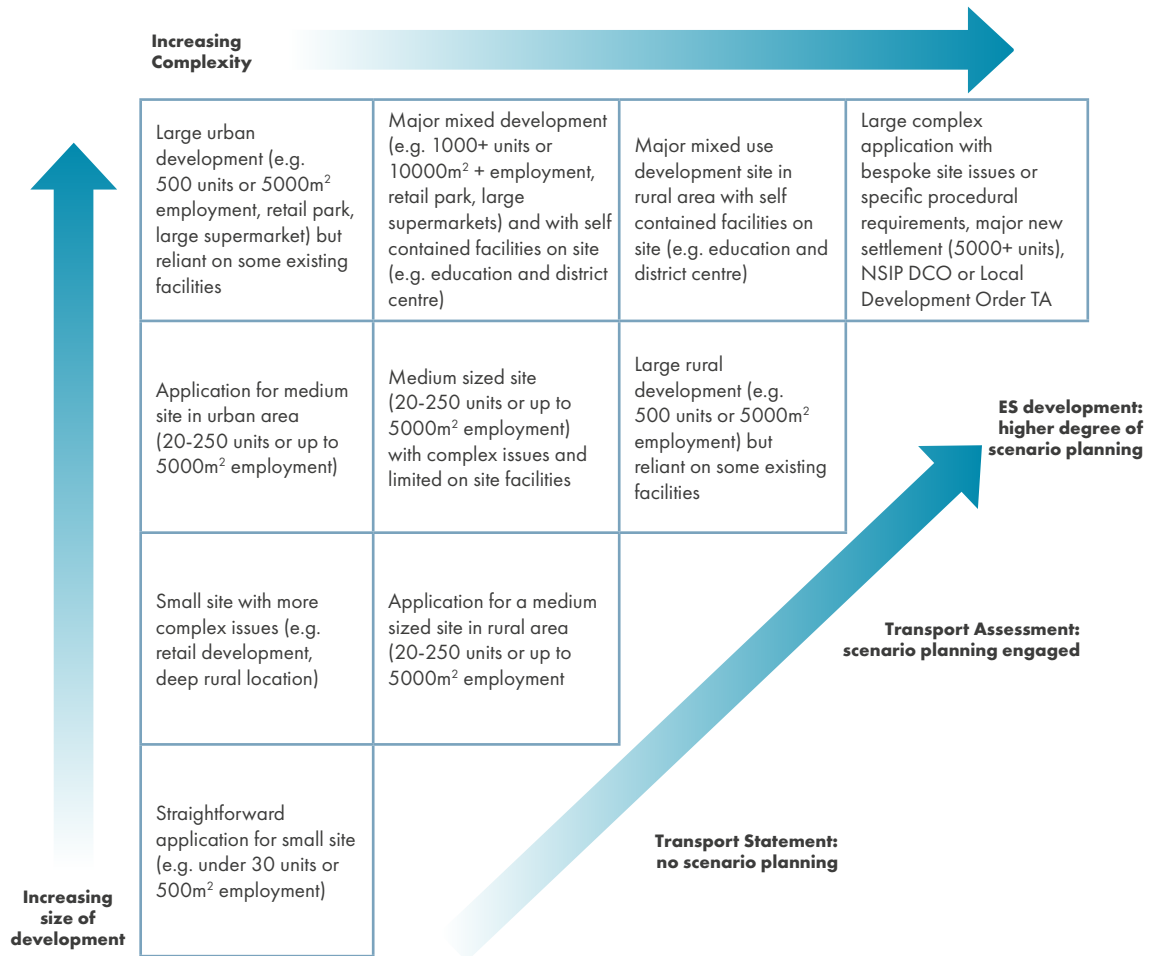 Increasing
Complexity
Large urban
development (e.g.
500 units or 5000m²
employment, retail park,
large supermarket) but
reliant on some existing
facilities
Major mixed development
(e.g. 1000+ units or
10000m² + employment,
retail park, large
supermarkets) and with self
contained facilities on site
(e.g. education and district
centre)
Major mixed use
development site in
rural area with self
contained facilities on
site (e.g. education and
district centre)
Large complex
application with
bespoke site issues or
specific procedural
requirements, major new
settlement (5000+ units),
NSIP DCO or Local
Development Order TA
Application for medium
site in urban area
(20-250 units or up to
5000m² employment)
Medium sized site
(20-250 units or up to
5000m² employment)
with complex issues and
limited on site facilities
Large rural
development (e.g.
500 units or 5000m²
employment) but
reliant on some existing
facilities
ES development:
higher degree of
scenario planning
Small site with more
complex issues (e.g.
retail development,
deep rural location)
Application for a medium
sized site in rural area
(20-250 units or up to
5000m² employment
Transport Assessment:
scenario planning engaged
Straightforward
application for small site
(e.g. under 30 units or
500m² employment)
Transport Statement:
no scenario planning
Increasing
size of
development